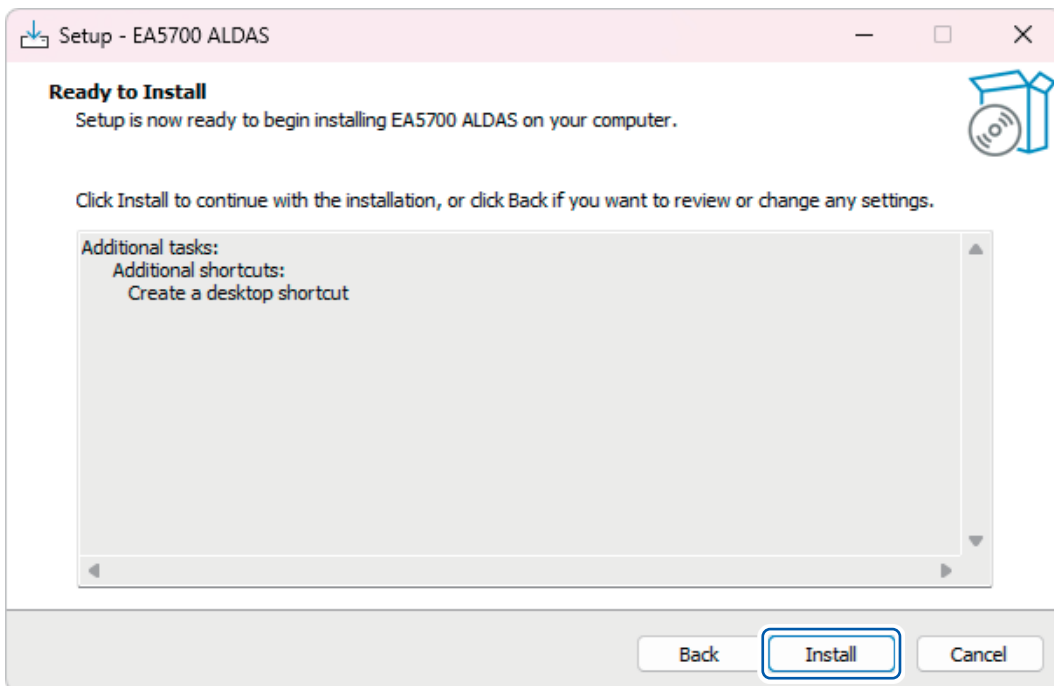 Setup - EA5700 ALDAS
Ready to Install
Setup is now ready to begin installing EA5700 ALDAS on your computer.
Click Install to continue with the installation, or click Back if you want to review or change any settings.
Additional tasks:
Additional shortcuts:
Create a desktop shortcut
Back
Install
Cancel